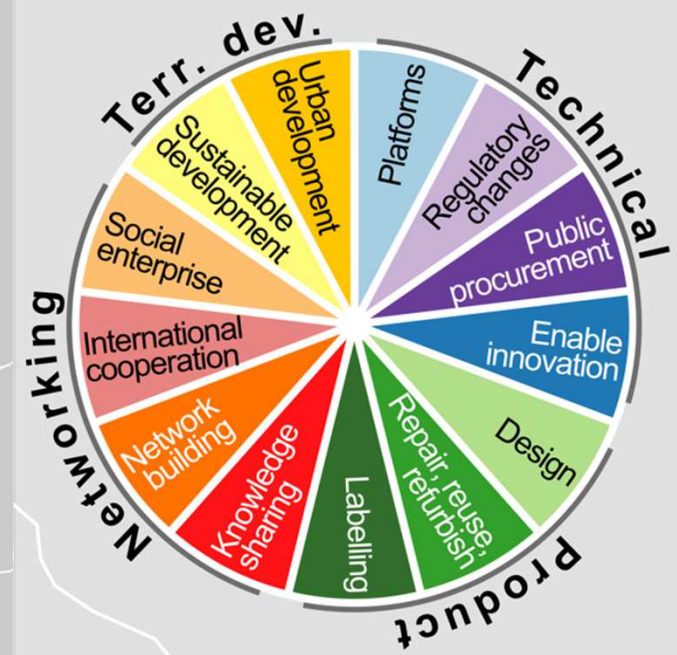 Terr. dev.
Technical
Product
Networking
Urban
development
Platforms
Regulatory
changes
Public
procurement
Enable
innovation
Design
Repair, reuse,
refurbish
Labelling
Knowledge
sharing
Network
building
International
cooperation
Social
enterprise
Sustainable
development